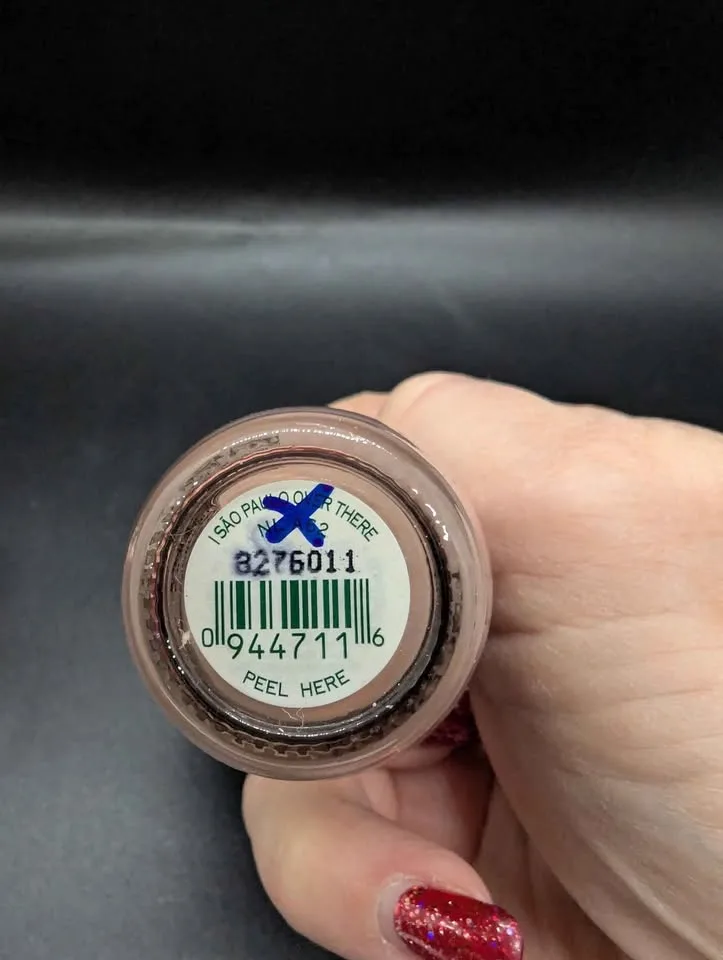 I SÃO PAULO OVER THERE
8276011
0 944711 6
PEEL HERE